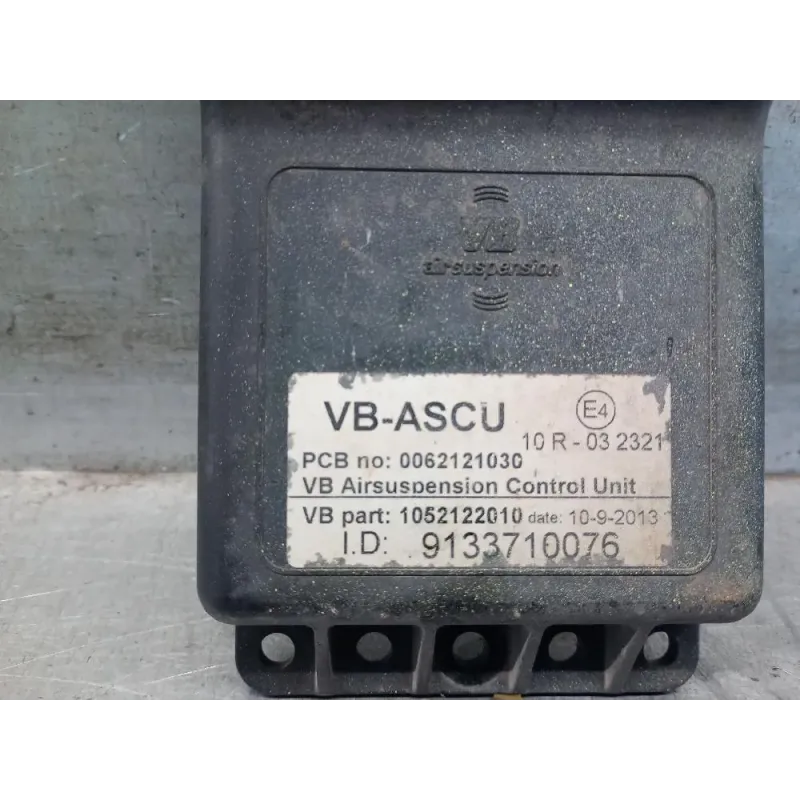 VB
airsuspension
VB-ASCU E4
10 R - 03 2321
PCB no: 0062121030
VB Airsuspension Control Unit
VB part: 1052122010 date: 10-9-2013
I.D: 9133710076